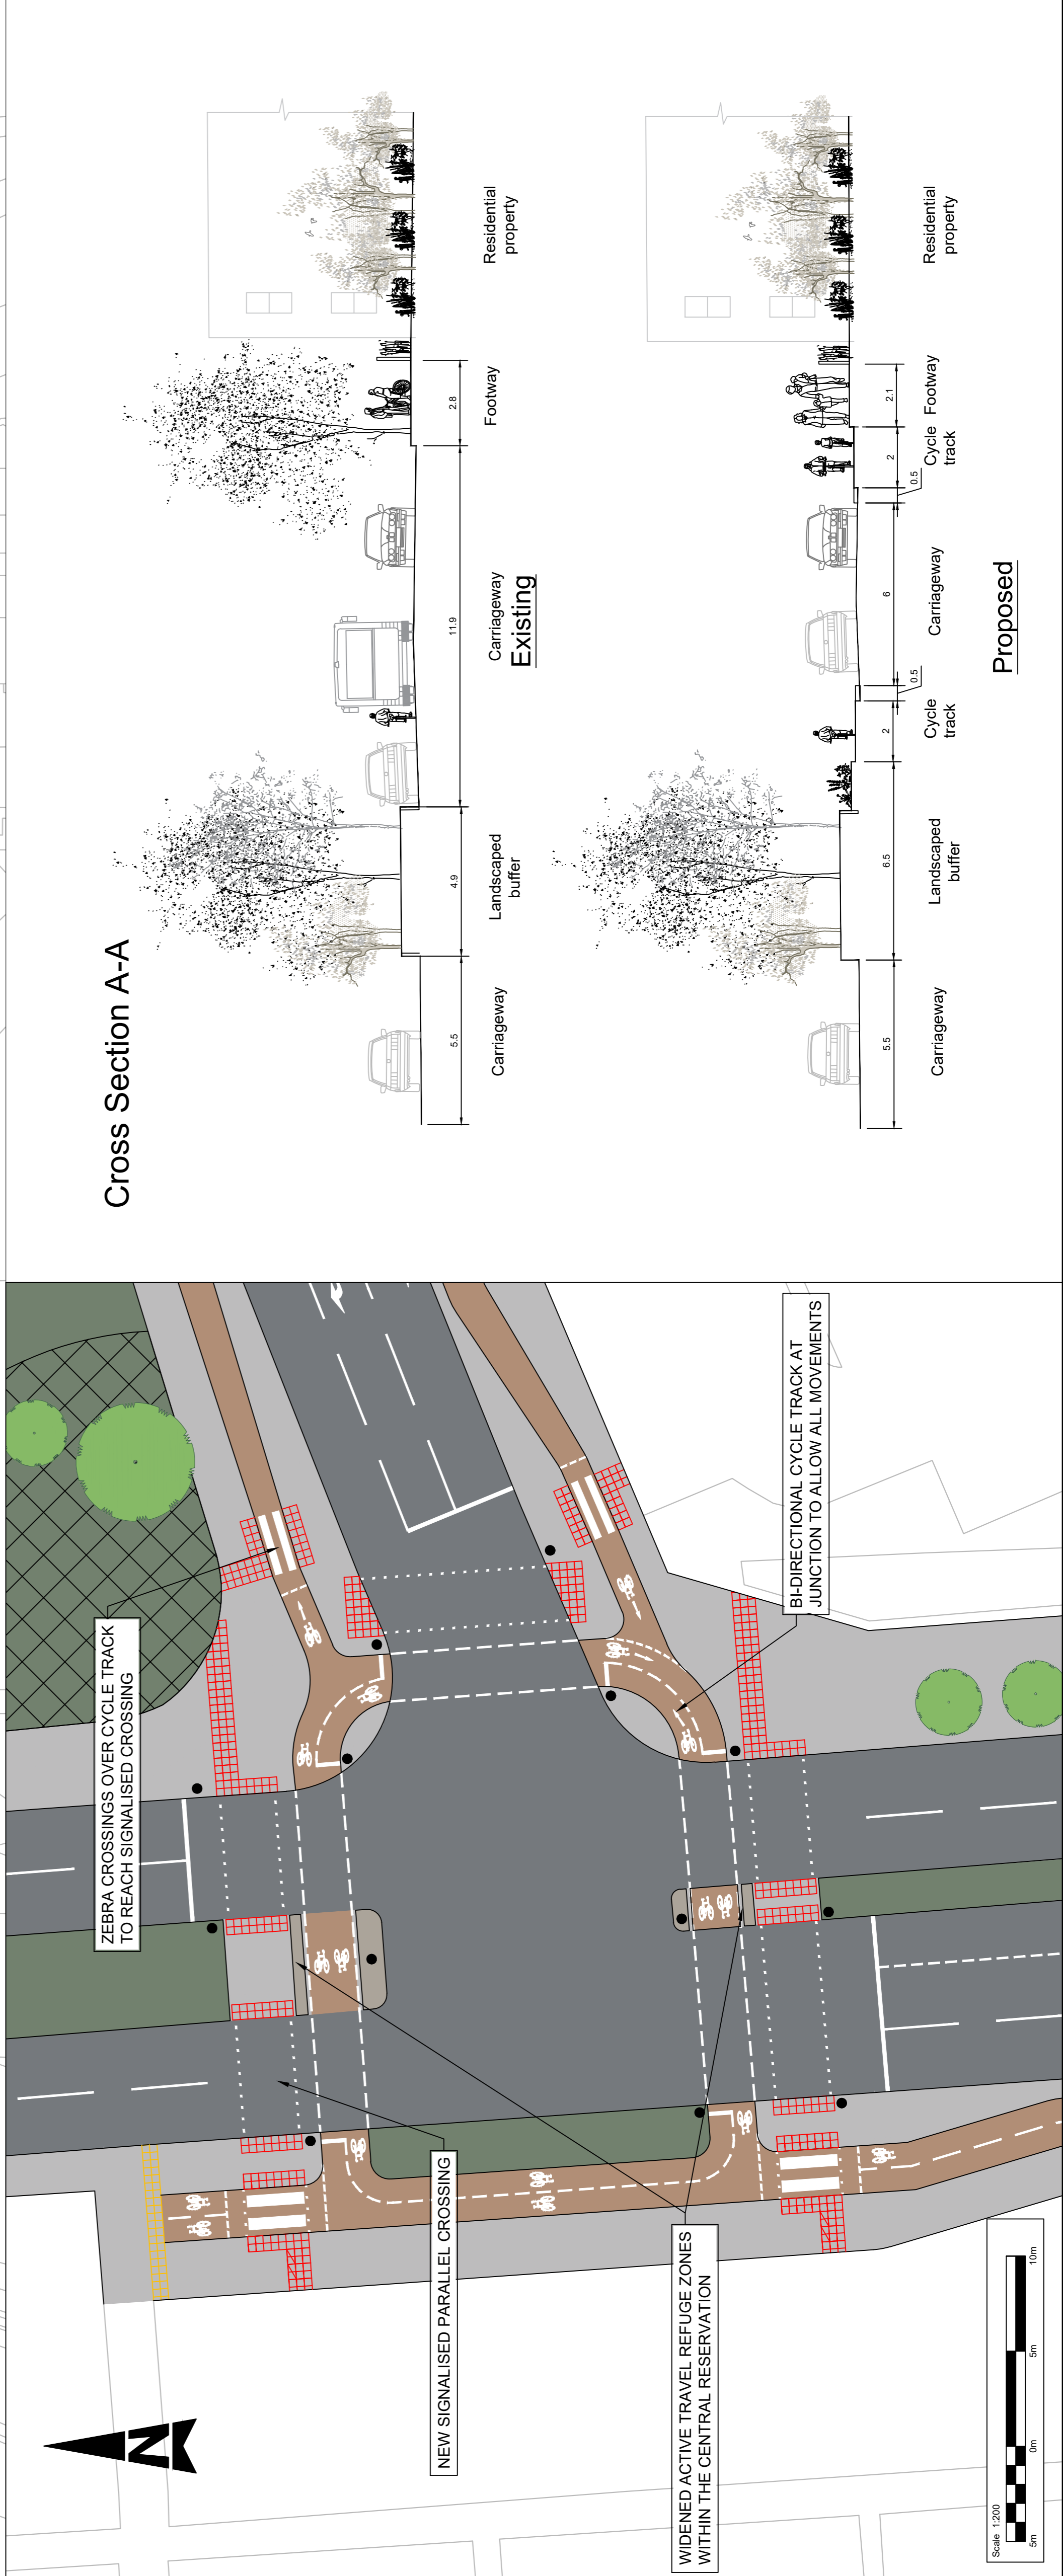 ZEBRA CROSSINGS OVER CYCLE TRACK
TO REACH SIGNALISED CROSSING
BI-DIRECTIONAL CYCLE TRACK AT
JUNCTION TO ALLOW ALL MOVEMENTS
NEW SIGNALISED PARALLEL CROSSING
WIDENED ACTIVE TRAVEL REFUGE ZONES
WITHIN THE CENTRAL RESERVATION
N
Scale 1:200
5m 0m 5m 10m
Cross Section A-A
5.5 4.9 11.9 2.8
Carriageway
Landscaped
buffer
Carriageway
Footway
Residential
property
Existing
5.5 6.5 2 0.5 6 0.5 2 2.1
Carriageway
Landscaped
buffer
Cycle
track
Carriageway
Cycle
track
Footway
Residential
property
Proposed